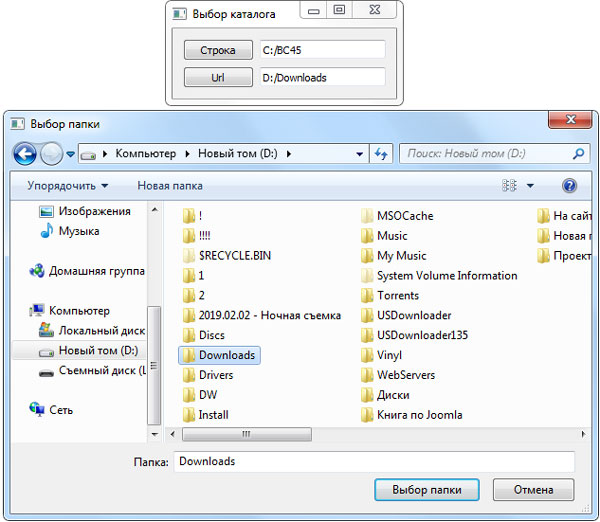 Выбор каталога
Строка C:/BC45
Url D:/Downloads
Выбор папки
Компьютер Новый том (D:) Поиск: Новый том (D:)
Упорядочить Новая папка
Изображения
Музыка
Домашняя группа
Компьютер
Локальный диск
Новый том (D:)
Съемный диск (L
Сеть
!
!!!!
$RECYCLE.BIN
1
2
2019.02.02 - Ночная съемка
Discs
Downloads
Drivers
DW
Install
MSOCache
Music
My Music
System Volume Information
Torrents
USDownloader
USDownloader135
Vinyl
WebServers
Диски
Книга по Joomla
На сайт
Новая п
Проект
Папка: Downloads
Выбор папки Отмена